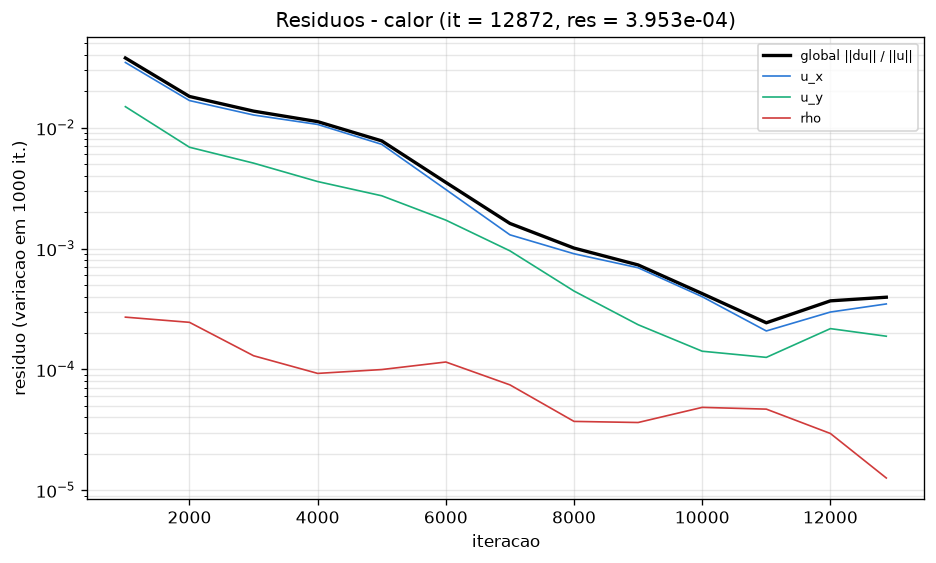 Residuos - calor (it = 12872, res = 3.953e-04)
global ||du|| / ||u||
u_x
u_y
rho
residuo (variacao em 1000 it.)
10⁻²
10⁻³
10⁻⁴
10⁻⁵
2000 4000 6000 8000 10000 12000
iteracao